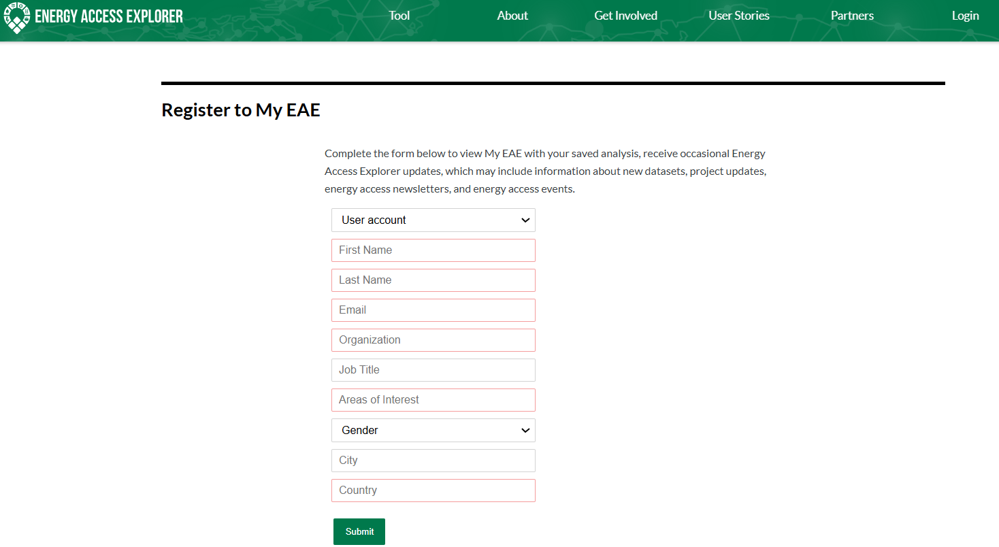 ENERGY ACCESS EXPLORER Tool About Get Involved User Stories Partners Login
Register to My EAE
Complete the form below to view My EAE with your saved analysis, receive occasional Energy
Access Explorer updates, which may include information about new datasets, project updates,
energy access newsletters, and energy access events.
User account
First Name
Last Name
Email
Organization
Job Title
Areas of Interest
Gender
City
Country
Submit